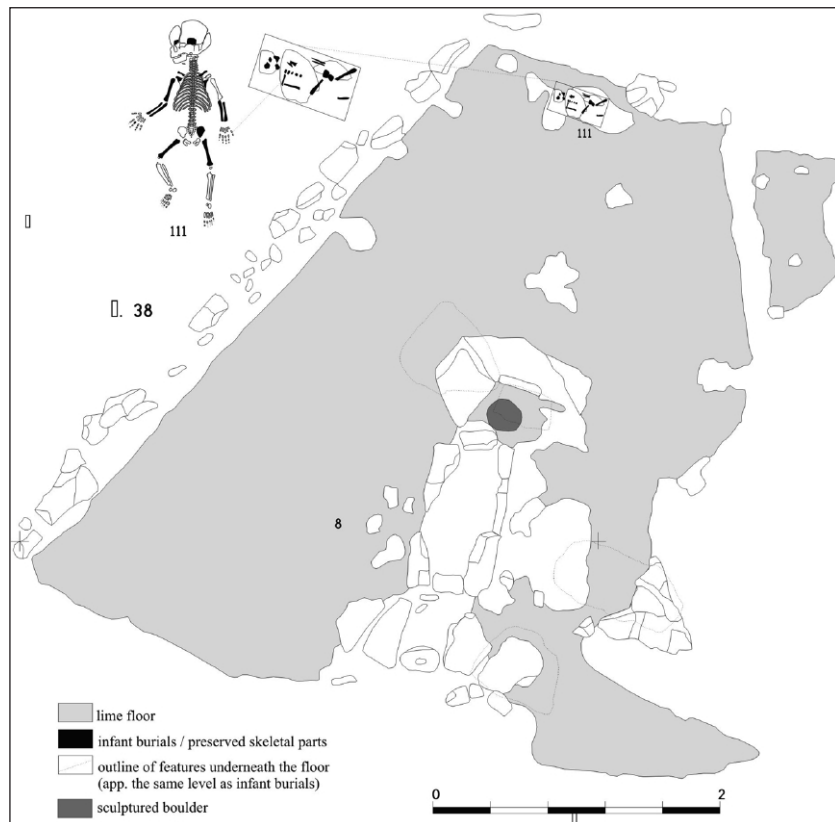 111
111
▯
▯. 38
8
lime floor
infant burials / preserved skeletal parts
outline of features underneath the floor
(app. the same level as infant burials)
sculptured boulder
0 2
▯